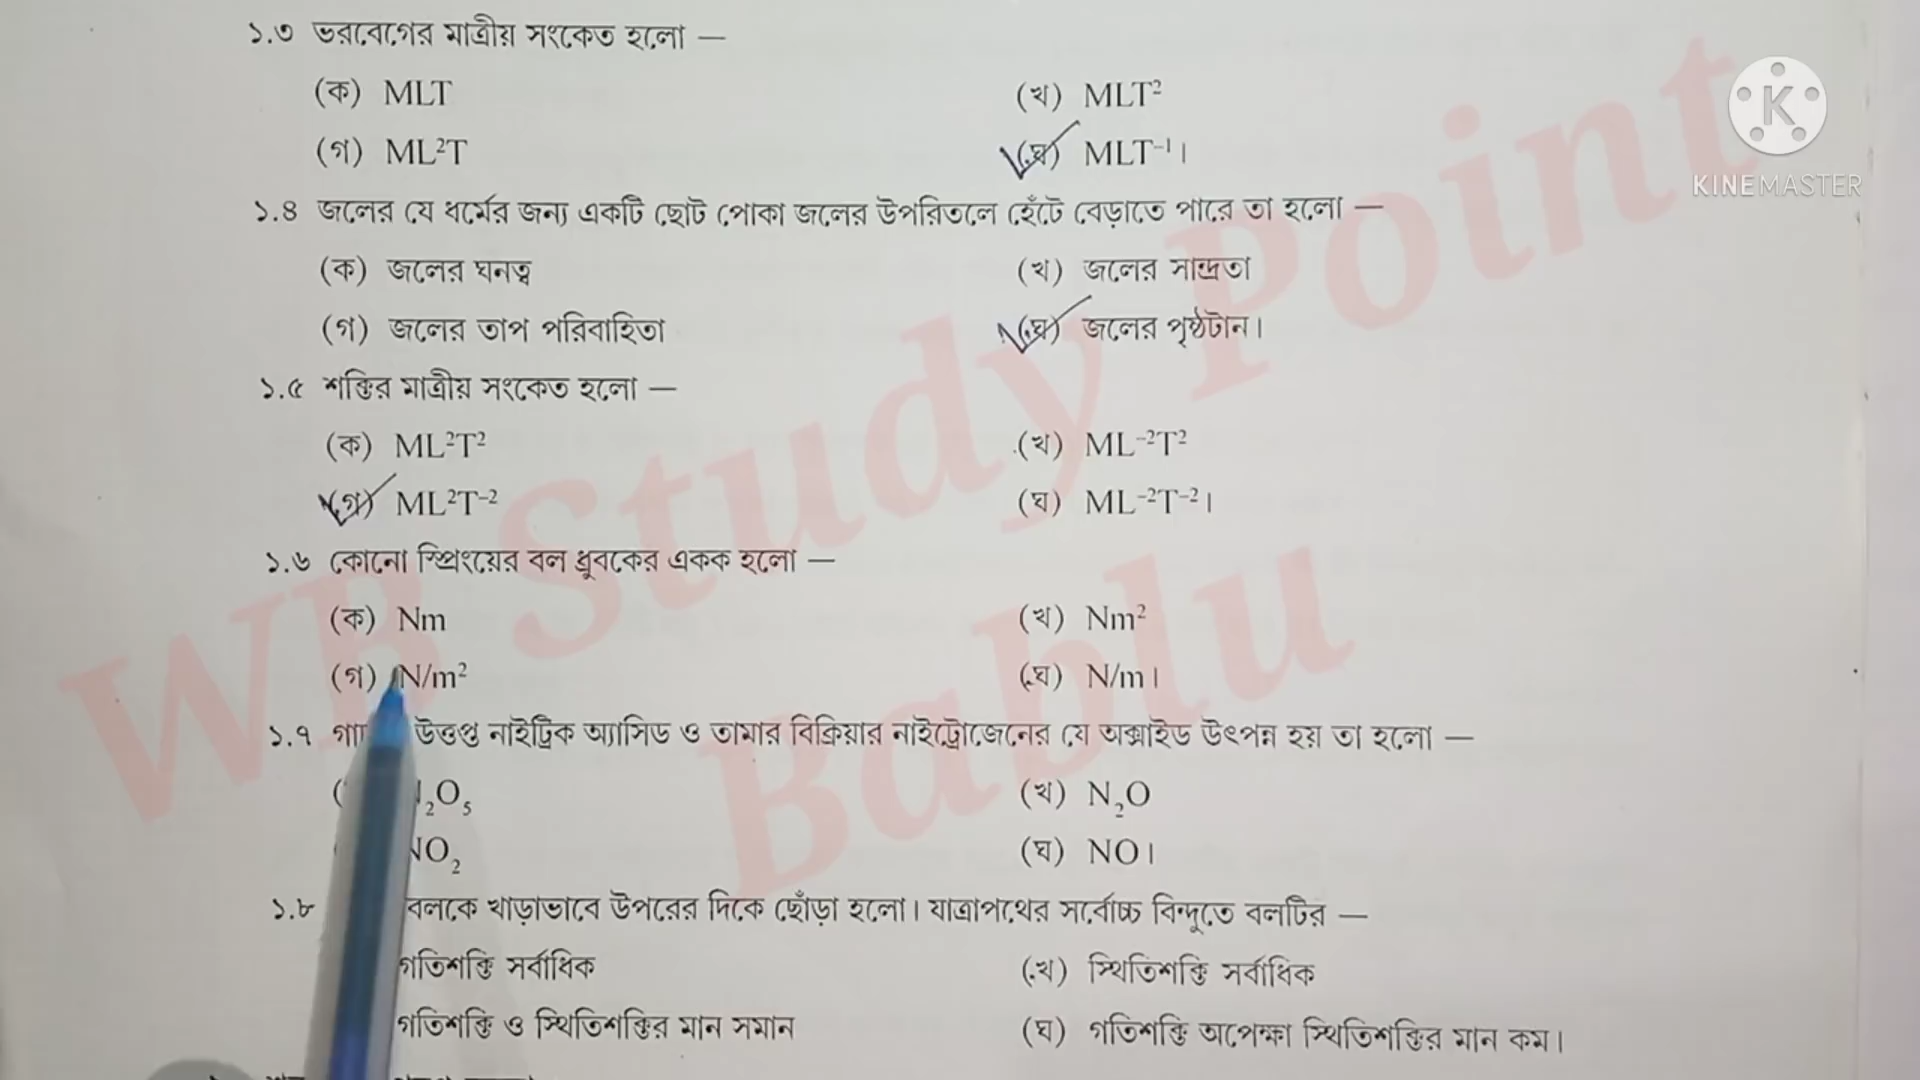 ১.৩ ভরবেগের মাত্রীয় সংকেত হলো —
(ক) MLT (খ) MLT²
(গ) ML²T (ঘ) MLT⁻¹।
১.৪ জলের যে ধর্মের জন্য একটি ছোট পোকা জলের উপরিতলে হেঁটে বেড়াতে পারে তা হলো —
(ক) জলের ঘনত্ব (খ) জলের সান্দ্রতা
(গ) জলের তাপ পরিবাহিতা (ঘ) জলের পৃষ্ঠটান।
১.৫ শক্তির মাত্রীয় সংকেত হলো —
(ক) ML²T² (খ) ML⁻²T²
(গ) ML²T⁻² (ঘ) ML⁻²T⁻²।
১.৬ কোনো স্প্রিংয়ের বল ধ্রুবকের একক হলো —
(ক) Nm (খ) Nm²
(গ) N/m² (ঘ) N/m।
১.৭ উত্তপ্ত নাইট্রিক অ্যাসিড ও তামার বিক্রিয়ার নাইট্রোজেনের যে অক্সাইড উৎপন্ন হয় তা হলো —
₂O₅ (খ) N₂O
NO₂ (ঘ) NO।
১.৮ বলকে খাড়াভাবে উপরের দিকে ছোঁড়া হলো। যাত্রাপথের সর্বোচ্চ বিন্দুতে বলটির —
গতিশক্তি সর্বাধিক (খ) স্থিতিশক্তি সর্বাধিক
গতিশক্তি ও স্থিতিশক্তির মান সমান (ঘ) গতিশক্তি অপেক্ষা স্থিতিশক্তির মান কম।
WB Study Point
Bablu
K
KINEMASTER